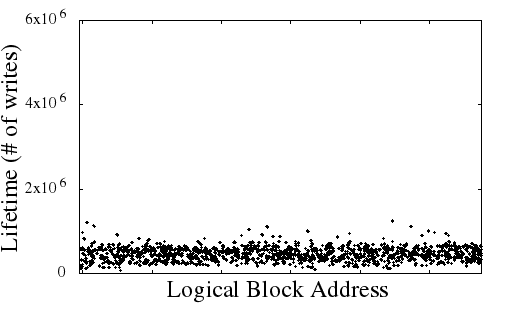 6x10^6
4x10^6
2x10^6
0
Lifetime (# of writes)
Logical Block Address